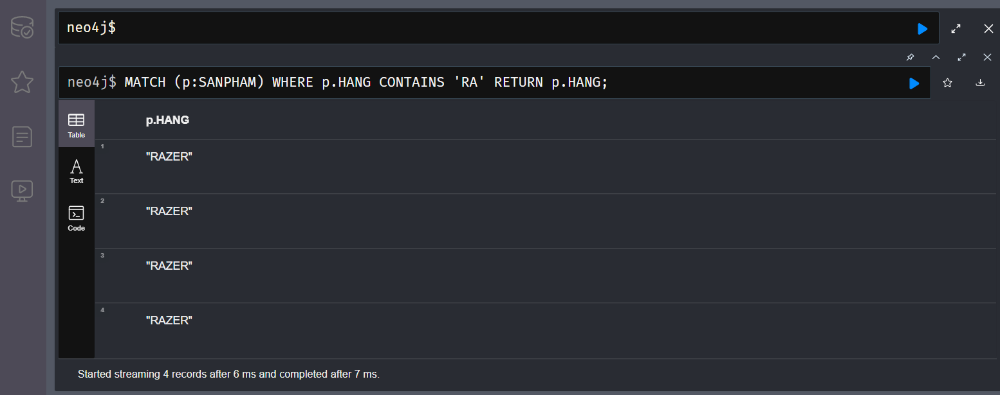 neo4j$
neo4j$ MATCH (p:SANPHAM) WHERE p.HANG CONTAINS 'RA' RETURN p.HANG;
Table
Text
Code
p.HANG
1
"RAZER"
2
"RAZER"
3
"RAZER"
4
"RAZER"
Started streaming 4 records after 6 ms and completed after 7 ms.